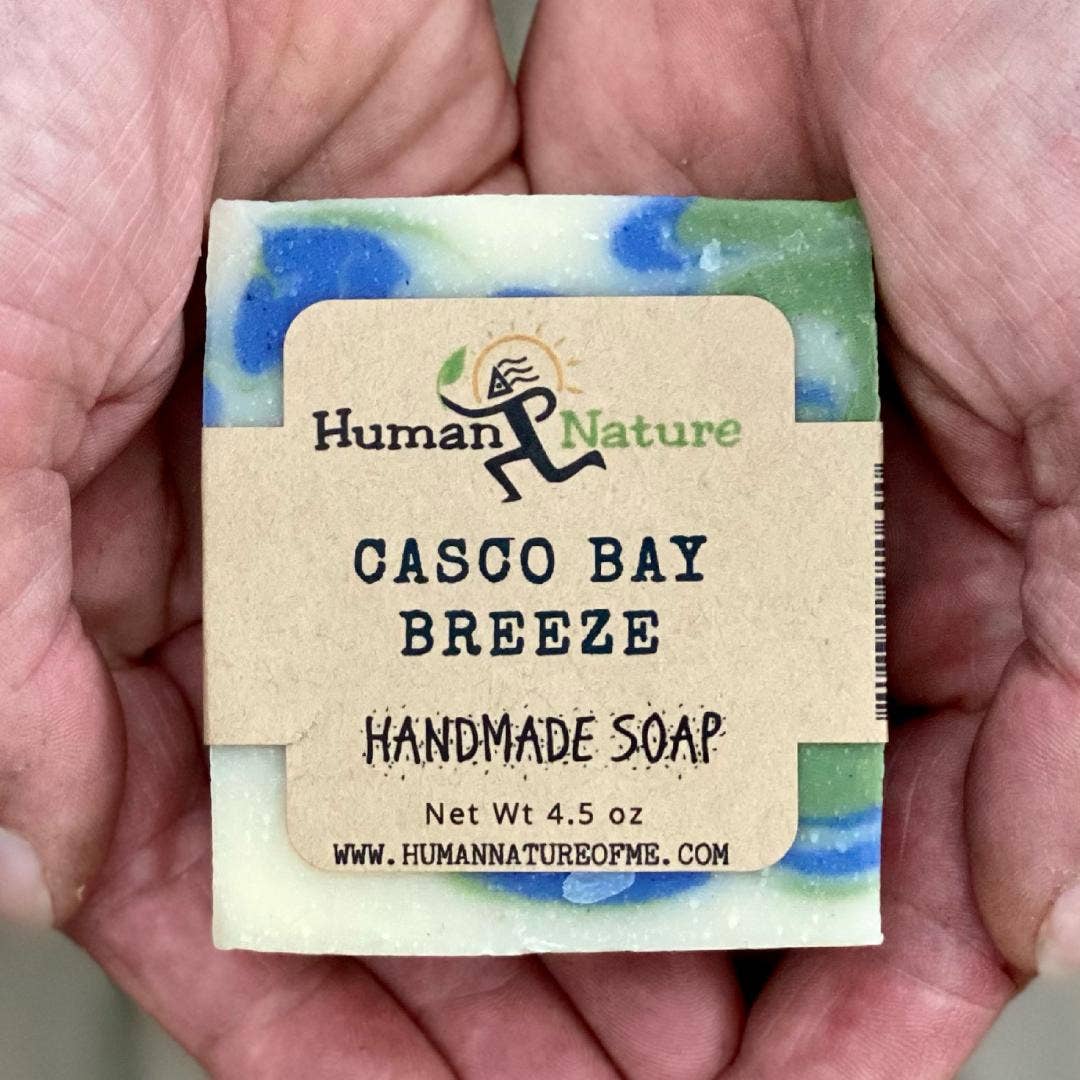 Human Nature
CASCO BAY
BREEZE
HANDMADE SOAP
Net Wt 4.5 oz
WWW.HUMANNATUREOFME.COM